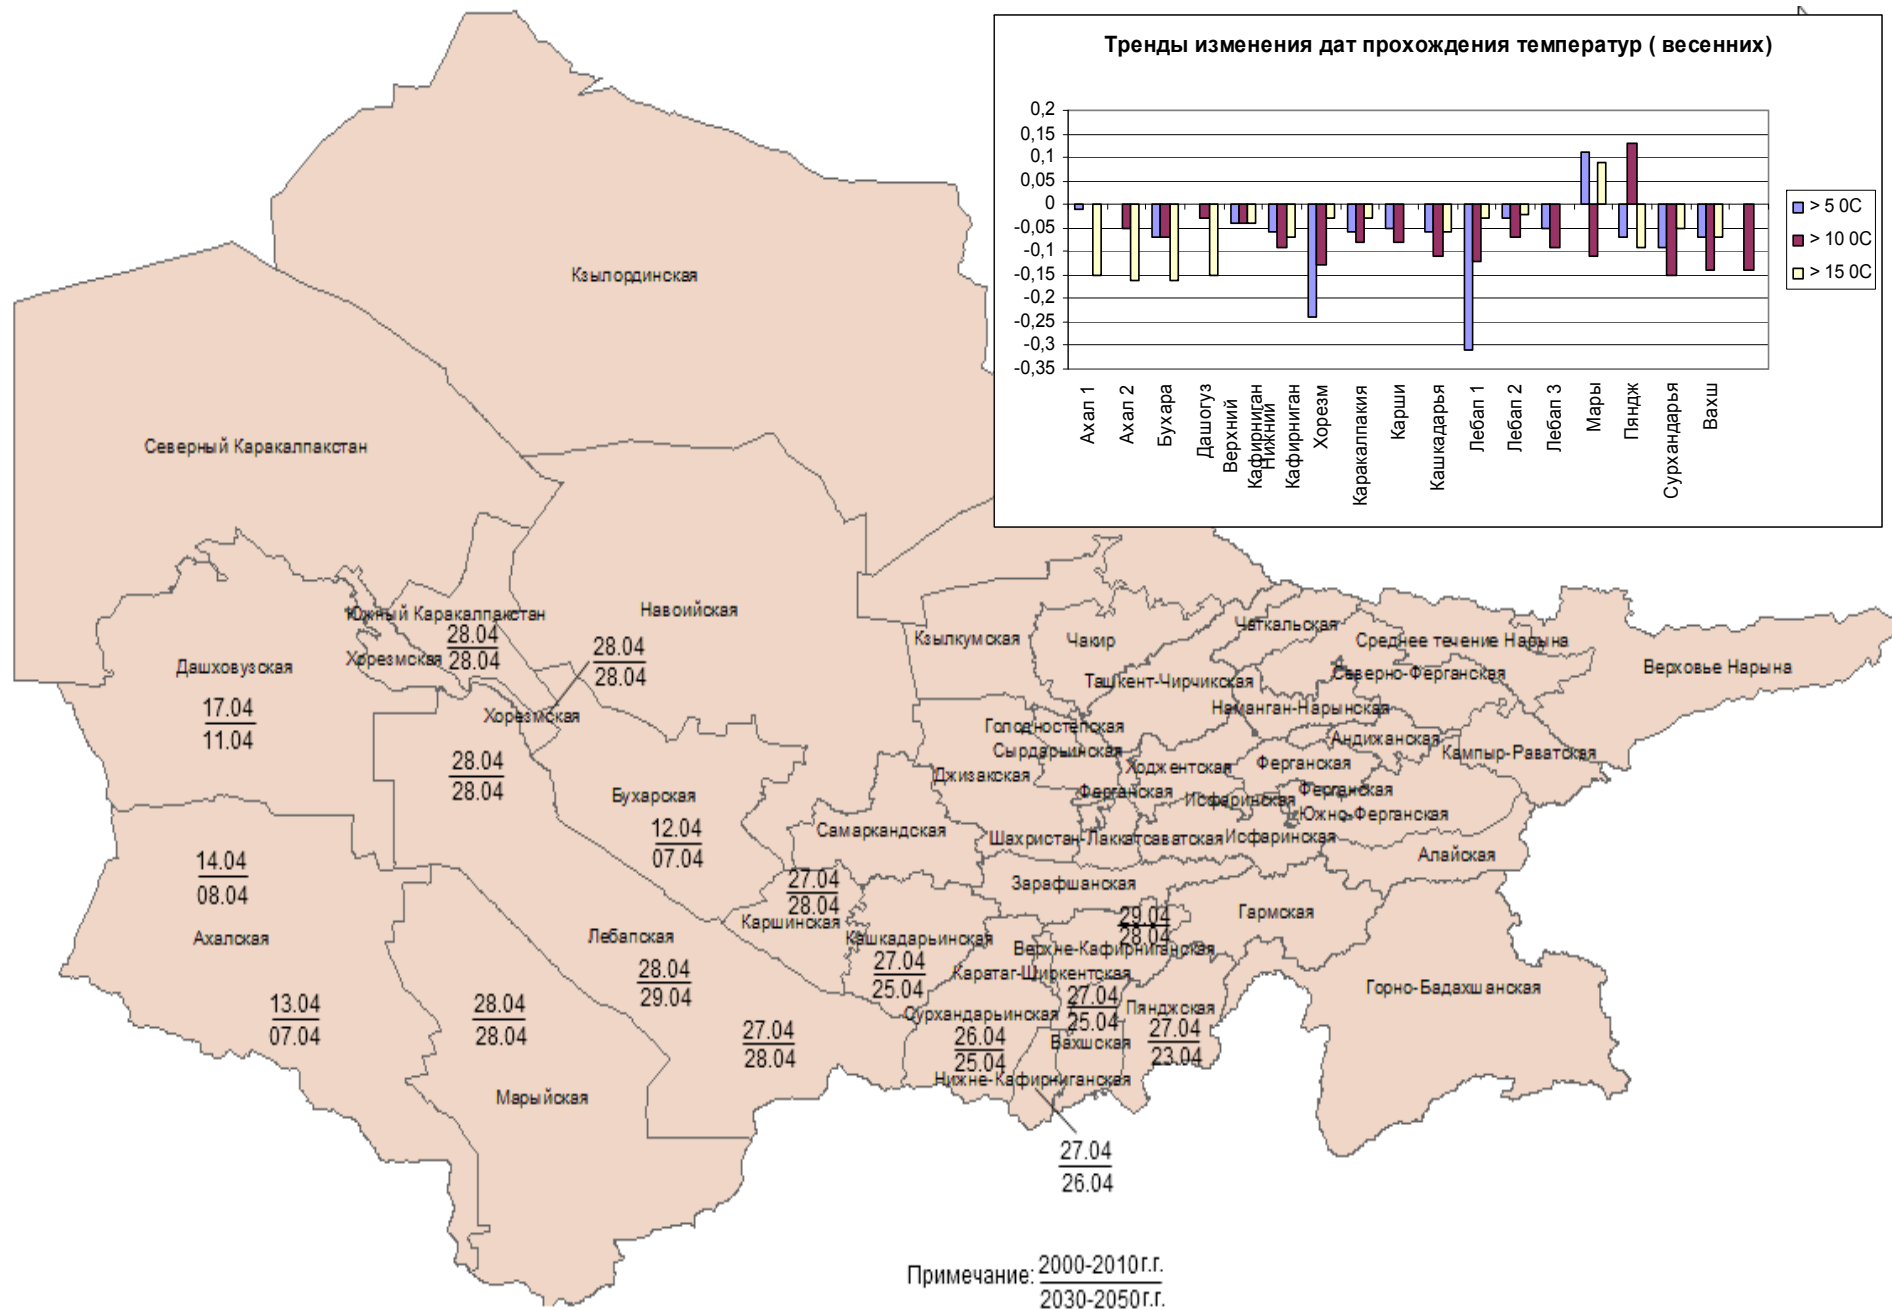 Тренды изменения дат прохождения температур ( весенних)
0,2
0,15
0,1
0,05
0
-0,05
-0,1
-0,15
-0,2
-0,25
-0,3
-0,35
Ахал 1
Ахал 2
Бухара
Дашогуз
Верхний
Кафирниган
Нижний
Кафирниган
Хорезм
Каракалпакия
Карши
Кашкадарья
Лебап 1
Лебап 2
Лебап 3
Мары
Пяндж
Сурхандарья
Вахш
> 5 0C
> 10 0C
> 15 0C
Кзылординская
Северный Каракалпакстан
Навоийская
Южный Каракалпакстан
28.04
28.04
Хорезмская
28.04
28.04
Дашховузская
17.04
11.04
Хорезмская
28.04
28.04
Кзылкумская
Чакир
Чаткальская
Среднее течение Нарына
Верховье Нарына
Северно-Ферганская
Ташкент-Чирчикская
Наманган-Нарынская
Голодностепская
Сырдарьинская
Андижанская
Кампыр-Раватская
Джизакская
Ходжентская
Ферганская
Ферганская
Ферганская
Исфаринская
Южно-Ферганская
Бухарская
12.04
07.04
Самаркандская
Шахристан-Лаккатсаватская
Исфаринская
Алайская
14.04
08.04
Ахалская
13.04
07.04
27.04
28.04
Каршинская
Зарафшанская
Гармская
29.04
28.04
Лебапская
28.04
29.04
Кашкадарьинская
27.04
25.04
Верхне-Кафирниганская
Каратаг-Ширкентская
Горно-Бадахшанская
28.04
28.04
27.04
28.04
Сурхандарьинская
26.04
25.04
27.04
25.04
Вахшская
Пянджская
27.04
23.04
Нижне-Кафирниганская
Марыйская
27.04
26.04
Примечание: 2000-2010г.г.
2030-2050г.г.